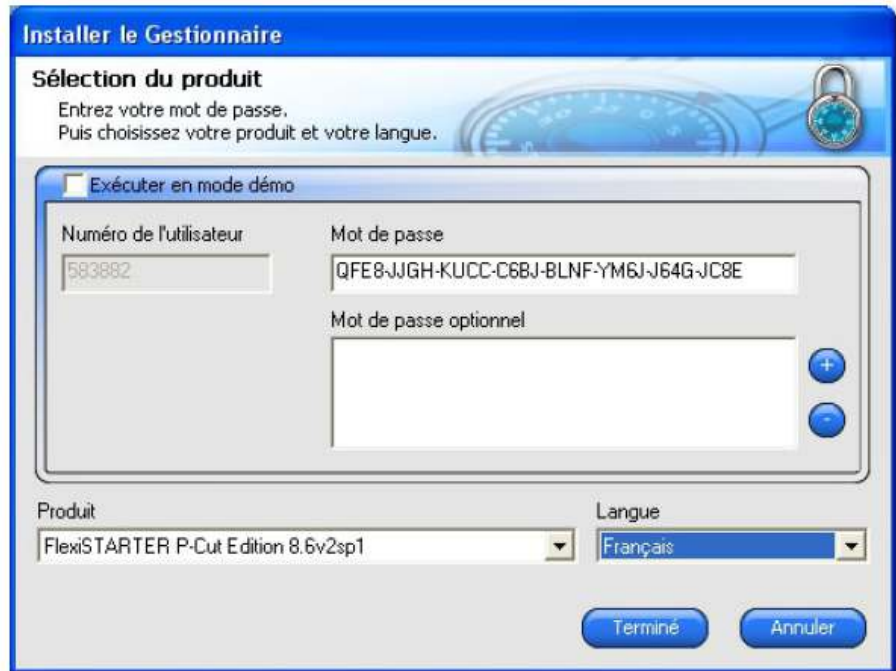 Installer le Gestionnaire
Sélection du produit
Entrez votre mot de passe.
Puis choisissez votre produit et votre langue.
Exécuter en mode démo
Numéro de l'utilisateur
Mot de passe
583882
QFE8-JJGH-KUCC-C6BJ-BLNF-YM6J-J64G-JC8E
Mot de passe optionnel
+
-
Produit
Langue
FlexiSTARTER P-Cut Edition 8.6v2sp1
Français
Terminé
Annuler